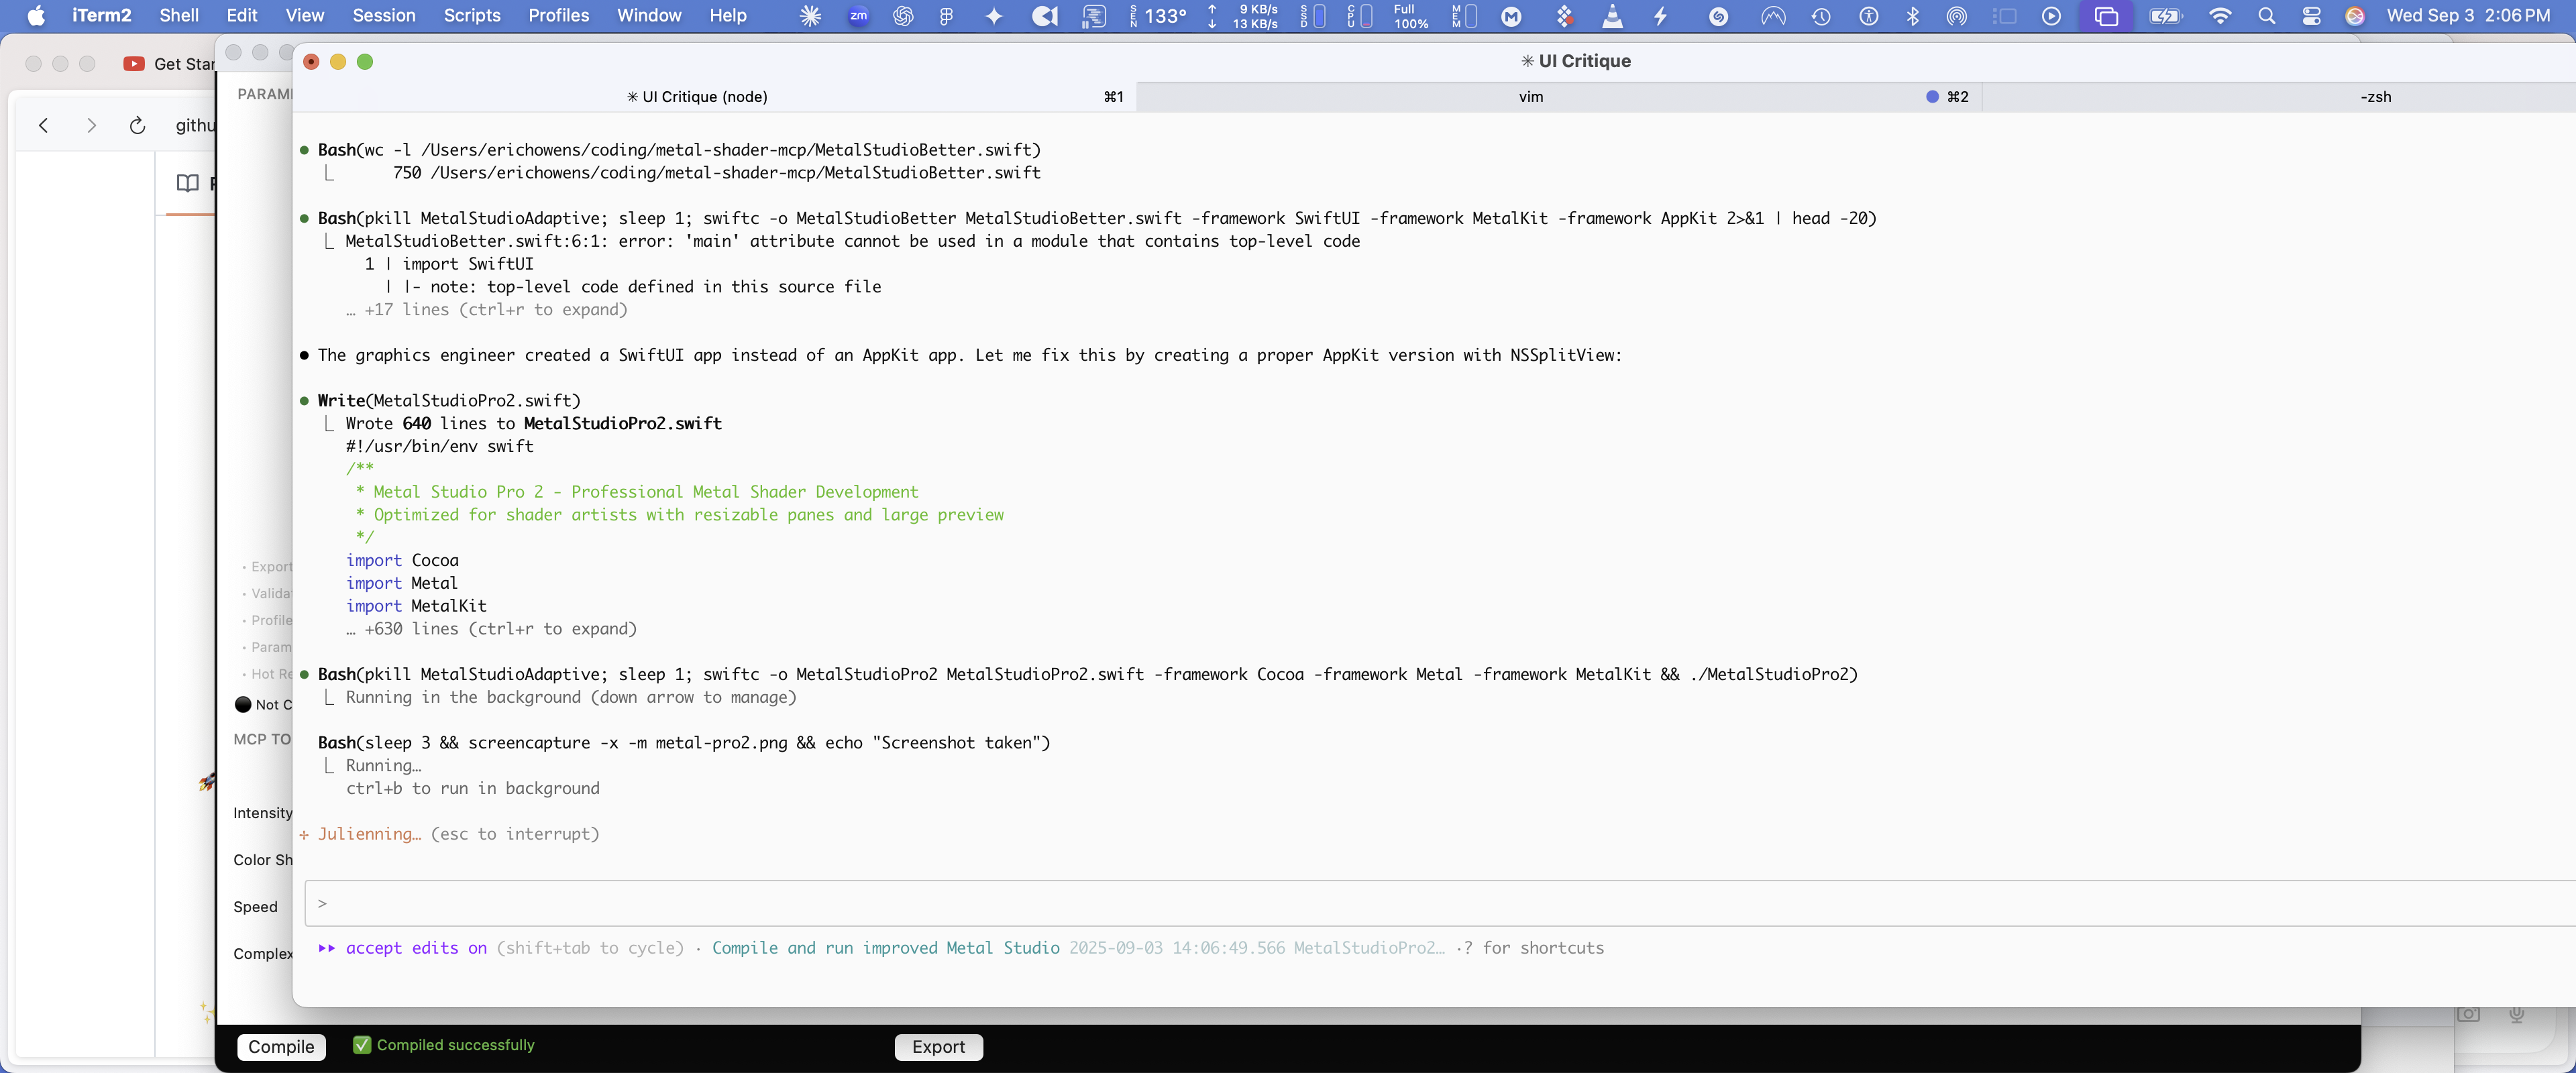 iTerm2 Shell Edit View Session Scripts Profiles Window Help zm SEN 133° 9 KB/s 13 KB/s SSD CPU Full 100% MEM Wed Sep 3 2:06 PM
Get Star
✳ UI Critique
PARAM
✳ UI Critique (node) ⌘1 vim ⌘2 -zsh
githu
● Bash(wc -l /Users/erichowens/coding/metal-shader-mcp/MetalStudioBetter.swift)
⎿ 750 /Users/erichowens/coding/metal-shader-mcp/MetalStudioBetter.swift
● Bash(pkill MetalStudioAdaptive; sleep 1; swiftc -o MetalStudioBetter MetalStudioBetter.swift -framework SwiftUI -framework MetalKit -framework AppKit 2>&1 | head -20)
⎿ MetalStudioBetter.swift:6:1: error: 'main' attribute cannot be used in a module that contains top-level code
1 | import SwiftUI
| |- note: top-level code defined in this source file
… +17 lines (ctrl+r to expand)
● The graphics engineer created a SwiftUI app instead of an AppKit app. Let me fix this by creating a proper AppKit version with NSSplitView:
● Write(MetalStudioPro2.swift)
⎿ Wrote 640 lines to MetalStudioPro2.swift
#!/usr/bin/env swift
/**
* Metal Studio Pro 2 - Professional Metal Shader Development
* Optimized for shader artists with resizable panes and large preview
*/
import Cocoa
import Metal
import MetalKit
… +630 lines (ctrl+r to expand)
● Bash(pkill MetalStudioAdaptive; sleep 1; swiftc -o MetalStudioPro2 MetalStudioPro2.swift -framework Cocoa -framework Metal -framework MetalKit && ./MetalStudioPro2)
⎿ Running in the background (down arrow to manage)
Bash(sleep 3 && screencapture -x -m metal-pro2.png && echo "Screenshot taken")
⎿ Running…
ctrl+b to run in background
✢ Julienning… (esc to interrupt)
>
▸▸ accept edits on (shift+tab to cycle) · Compile and run improved Metal Studio 2025-09-03 14:06:49.566 MetalStudioPro2… · ? for shortcuts
• Export
• Valida
• Profile
• Param
• Hot Re
Not C
MCP TO
Intensity
Color Sh
Speed
Complex
Compile ✅ Compiled successfully Export